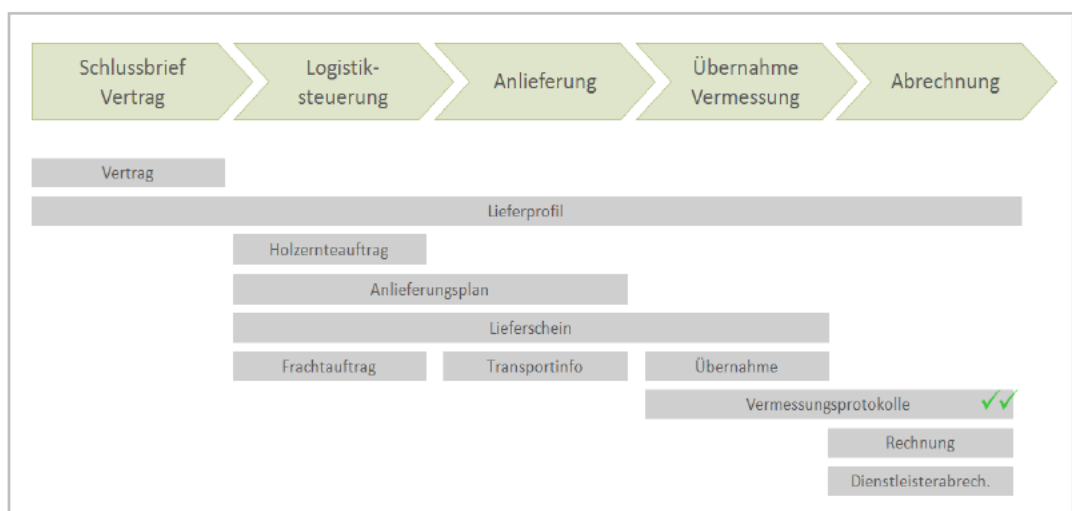 Schlussbrief
Vertrag
Logistik-
steuerung
Anlieferung
Übernahme
Vermessung
Abrechnung
Vertrag
Lieferprofil
Holzernteauftrag
Anlieferungsplan
Lieferschein
Frachtauftrag
Transportinfo
Übernahme
Vermessungsprotokolle
Rechnung
Dienstleisterabrech.